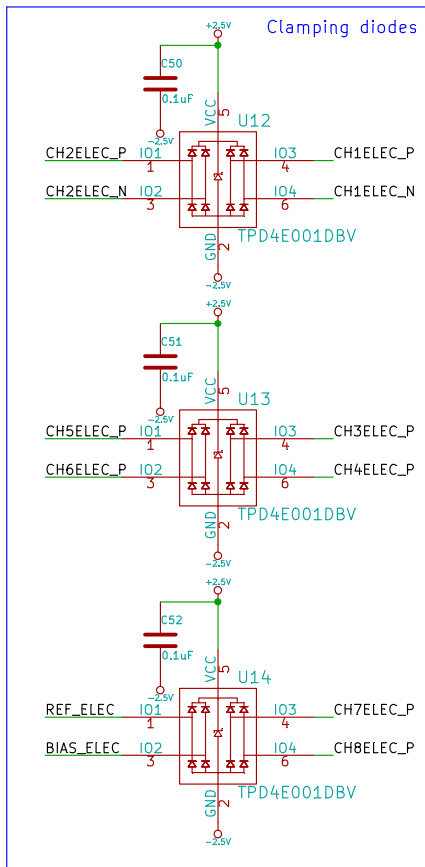 Clamping diodes
+2.5V
C50
0.1uF
-2.5V
VCC
5
U12
CH2ELEC_P IO1 1 IO3 4 CH1ELEC_P
CH2ELEC_N IO2 3 IO4 6 CH1ELEC_N
GND
2
TPD4E001DBV
-2.5V
+2.5V
C51
0.1uF
-2.5V
VCC
5
U13
CH5ELEC_P IO1 1 IO3 4 CH3ELEC_P
CH6ELEC_P IO2 3 IO4 6 CH4ELEC_P
GND
2
TPD4E001DBV
-2.5V
+2.5V
C52
0.1uF
-2.5V
VCC
5
U14
REF_ELEC IO1 1 IO3 4 CH7ELEC_P
BIAS_ELEC IO2 3 IO4 6 CH8ELEC_P
GND
2
TPD4E001DBV
-2.5V